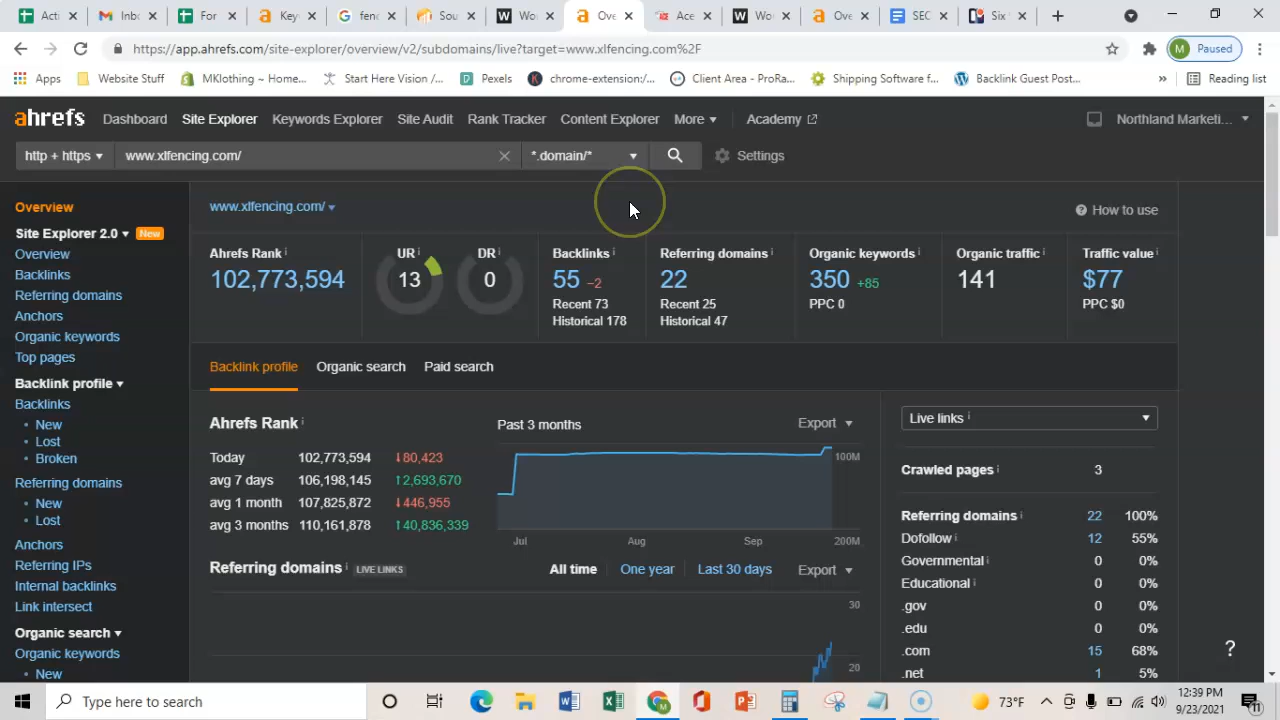 Acti
Inbo
For
Key
fenc
Sou
Wo
Ove
Ace
Wo
Ove
SEC
Six
https://app.ahrefs.com/site-explorer/overview/v2/subdomains/live?target=www.xlfencing.com%2F
M Paused
Apps
Website Stuff
MKlothing ~ Home...
Start Here Vision /...
Pexels
chrome-extension:/...
Client Area - ProRa...
Shipping Software f...
Backlink Guest Post...
»
Reading list
ahrefs
Dashboard
Site Explorer
Keywords Explorer
Site Audit
Rank Tracker
Content Explorer
More
Academy
Northland Marketi...
http + https
www.xlfencing.com/
*.domain/*
Settings
Overview
Site Explorer 2.0 New
Overview
Backlinks
Referring domains
Anchors
Organic keywords
Top pages
Backlink profile
Backlinks
• New
• Lost
• Broken
Referring domains
• New
• Lost
Anchors
Referring IPs
Internal backlinks
Link intersect
Organic search
Organic keywords
• New
www.xlfencing.com/
How to use
Ahrefs Rank
102,773,594
UR
13
DR
0
Backlinks
55 −2
Recent 73
Historical 178
Referring domains
22
Recent 25
Historical 47
Organic keywords
350 +85
PPC 0
Organic traffic
141
Traffic value
$77
PPC $0
Backlink profile
Organic search
Paid search
Ahrefs Rank
Today 102,773,594 ↓80,423
avg 7 days 106,198,145 ↑2,693,670
avg 1 month 107,825,872 ↓446,955
avg 3 months 110,161,878 ↑40,836,339
Past 3 months
Export
100M
Jul Aug Sep 200M
Referring domains LIVE LINKS
All time One year Last 30 days Export
30
20
Live links
Crawled pages 3
Referring domains 22 100%
Dofollow 12 55%
Governmental 0 0%
Educational 0 0%
.gov 0 0%
.edu 0 0%
.com 15 68%
.net 1 5%
?
Type here to search
73°F
12:39 PM
9/23/2021